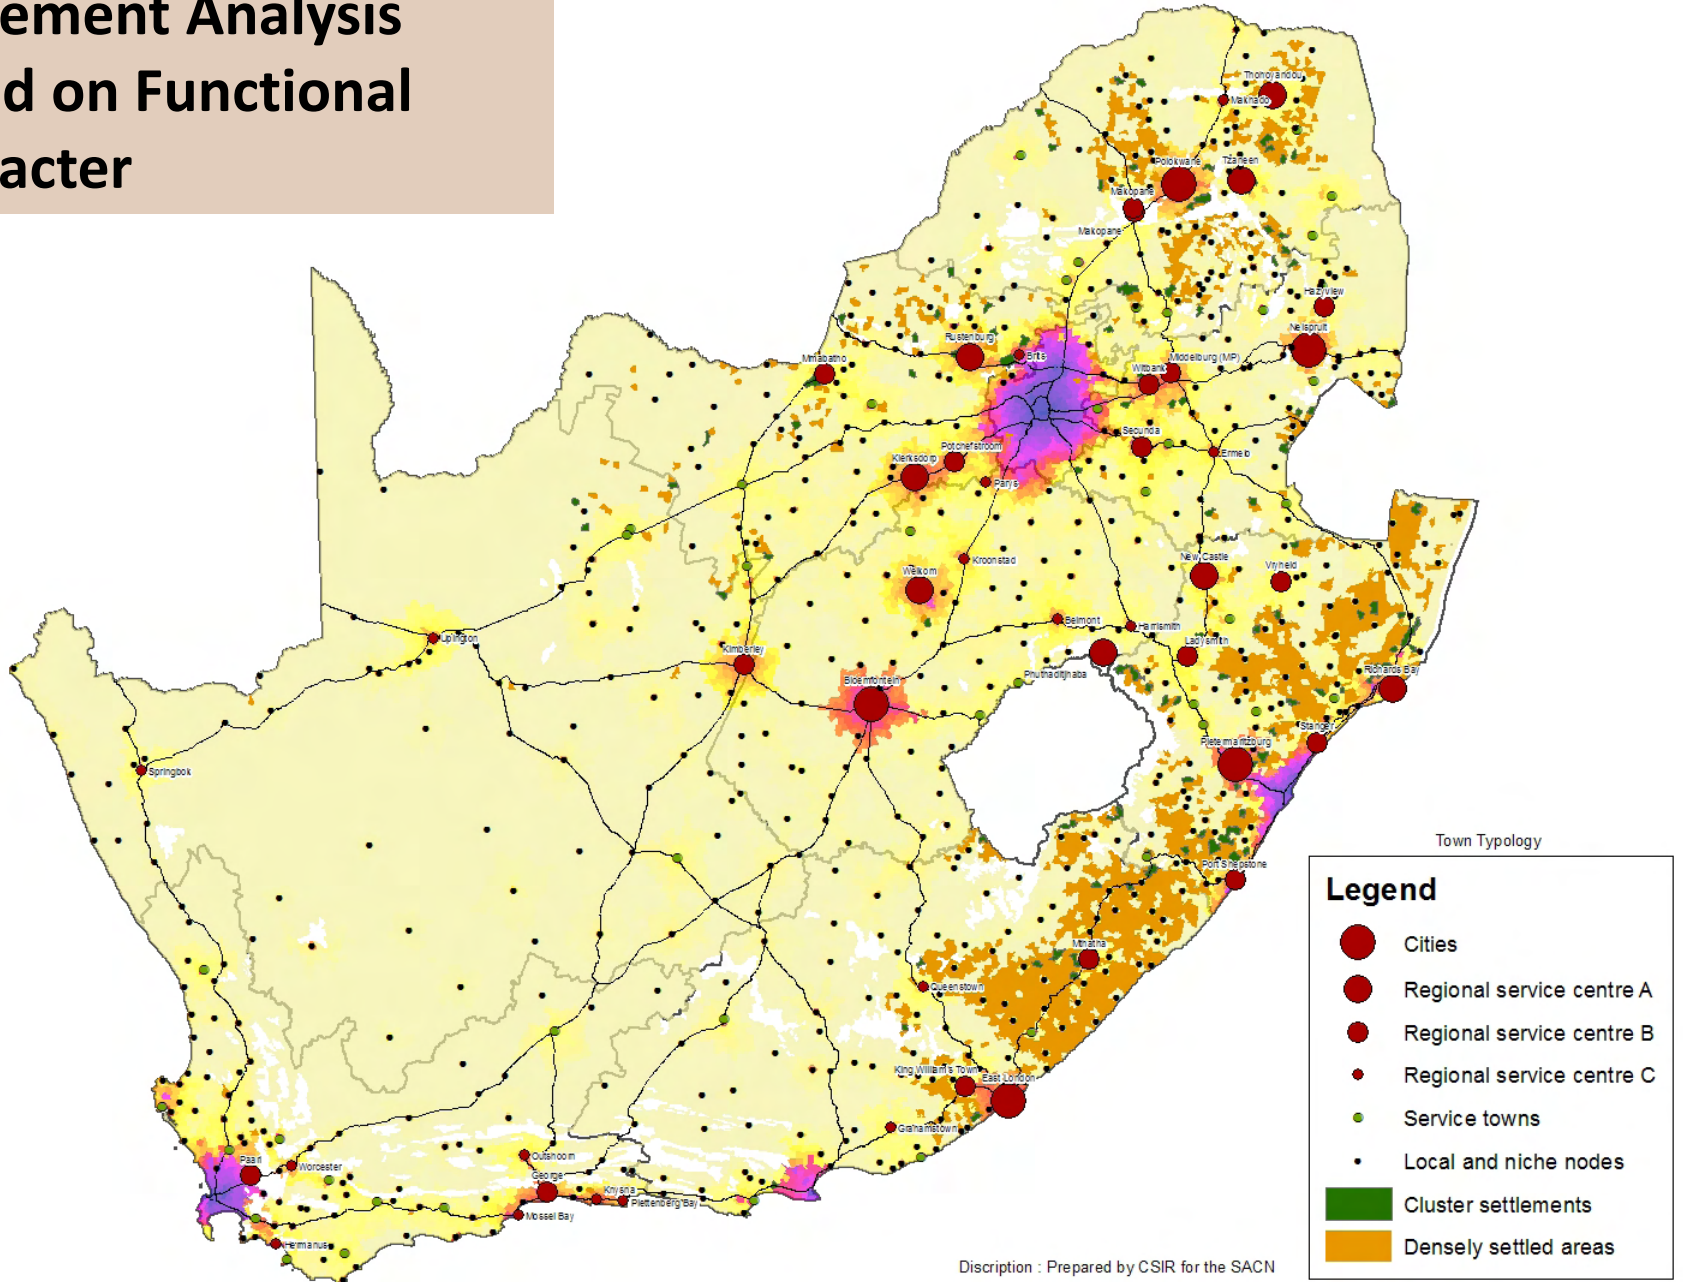 ement Analysis
d on Functional
acter
Thohoyandou
Makhado
Polokwane
Tzaneen
Makopane
Makopane
Hazyview
Nelspruit
Rustenburg
Brits
Middelburg (MP)
Witbank
Mmabatho
Secunda
Ermelo
Potchefstroom
Klerksdorp
Parys
Kroonstad
Welkom
New Castle
Vryheid
Upington
Belmont
Harrismith
Ladysmith
Kimberley
Phuthaditjhaba
Bloemfontein
Richards Bay
Stanger
Pietermaritzburg
Springbok
Port Shepstone
Mthatha
Queenstown
King William's Town
East London
Grahamstown
Paarl
Worcester
Outshoorn
George
Knysna
Plettenberg Bay
Mossel Bay
Hermanus
Town Typology
Legend
Cities
Regional service centre A
Regional service centre B
Regional service centre C
Service towns
Local and niche nodes
Cluster settlements
Densely settled areas
Discription : Prepared by CSIR for the SACN